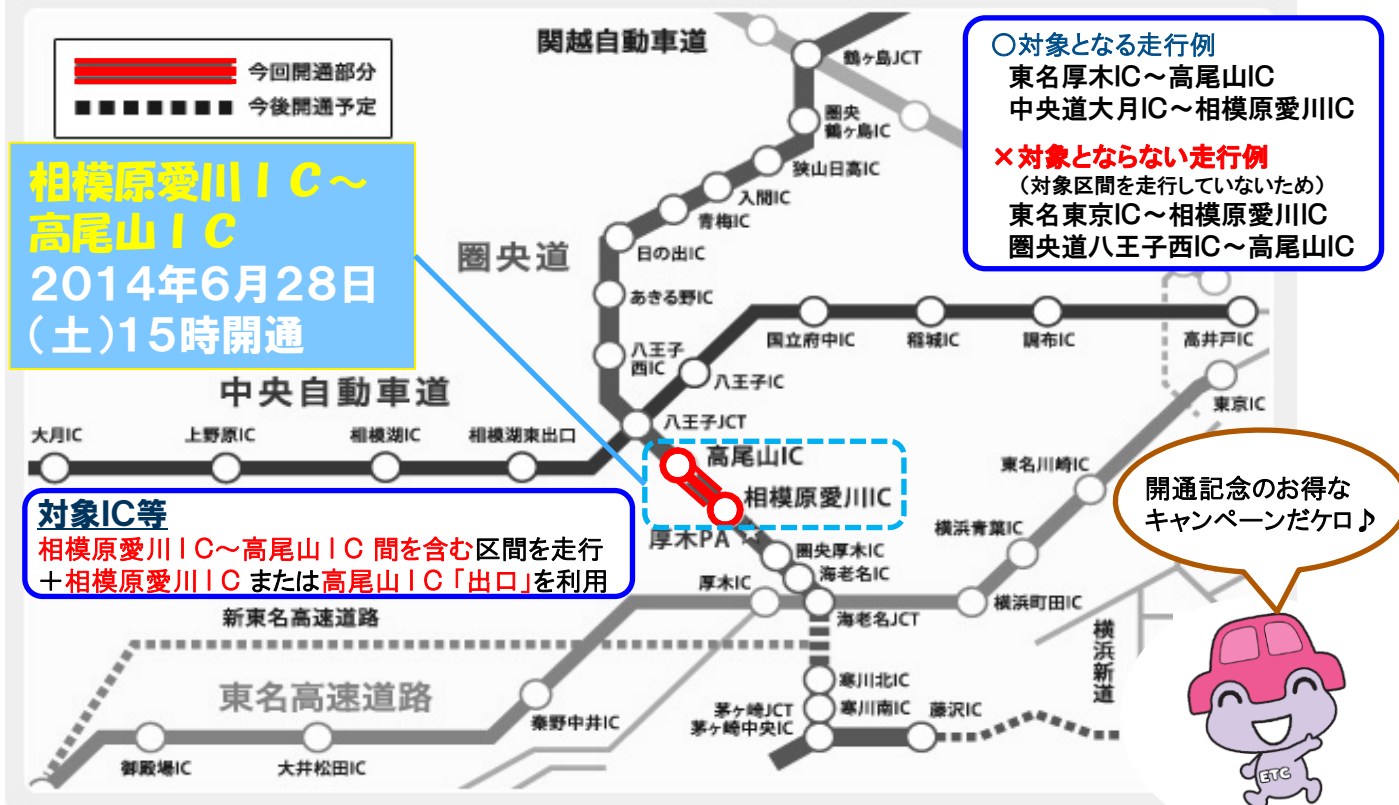 今回開通部分
今後開通予定
相模原愛川ＩＣ～
高尾山ＩＣ
2014年6月28日
（土）15時開通
○対象となる走行例
東名厚木IC～高尾山IC
中央道大月IC～相模原愛川IC
×対象とならない走行例
（対象区間を走行していないため）
東名東京IC～相模原愛川IC
圏央道八王子西IC～高尾山IC
関越自動車道
鶴ヶ島JCT
圏央
鶴ヶ島IC
狭山日高IC
入間IC
青梅IC
日の出IC
圏央道
あきる野IC
八王子
西IC
八王子IC
国立府中IC
稲城IC
調布IC
高井戸IC
東京IC
中央自動車道
八王子JCT
大月IC
上野原IC
相模湖IC
相模湖東出口
高尾山IC
相模原愛川IC
東名川崎IC
横浜青葉IC
対象IC等
相模原愛川ＩＣ～高尾山ＩＣ 間を含む区間を走行
＋相模原愛川ＩＣ または高尾山ＩＣ「出口」を利用
厚木PA
圏央厚木IC
海老名IC
厚木IC
海老名JCT
横浜町田IC
開通記念のお得な
キャンペーンだケロ♪
新東名高速道路
横浜新道
東名高速道路
寒川北IC
寒川南IC
茅ヶ崎JCT
茅ヶ崎中央IC
藤沢IC
秦野中井IC
御殿場IC
大井松田IC
ETC